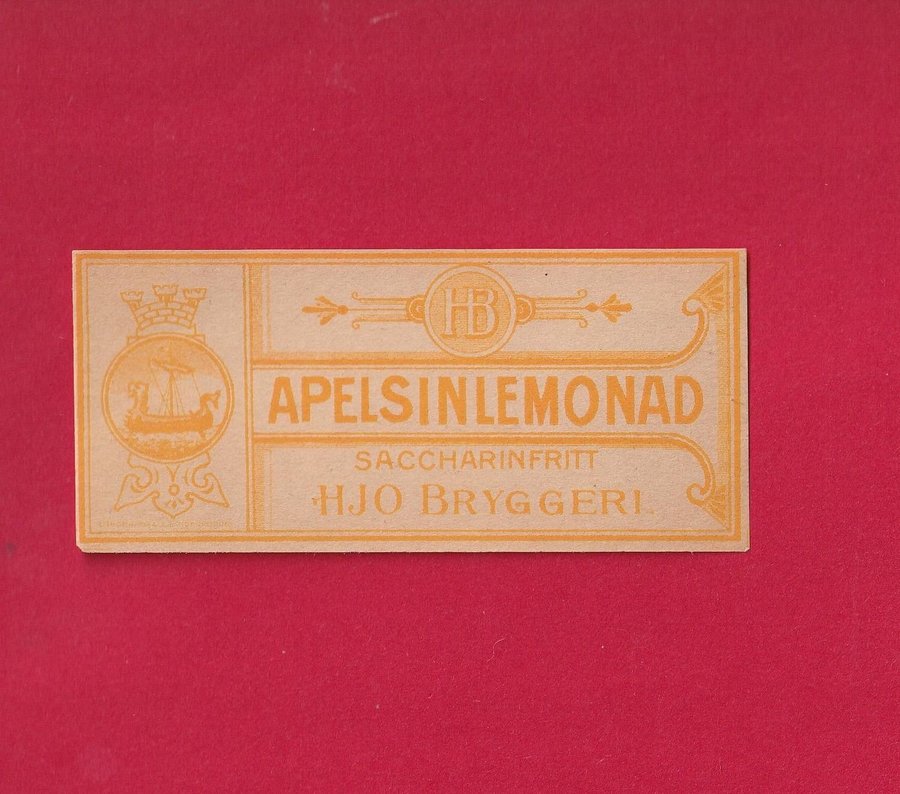 HB
APELSINLEMONAD
SACCHARINFRITT
HJO BRYGGERI.